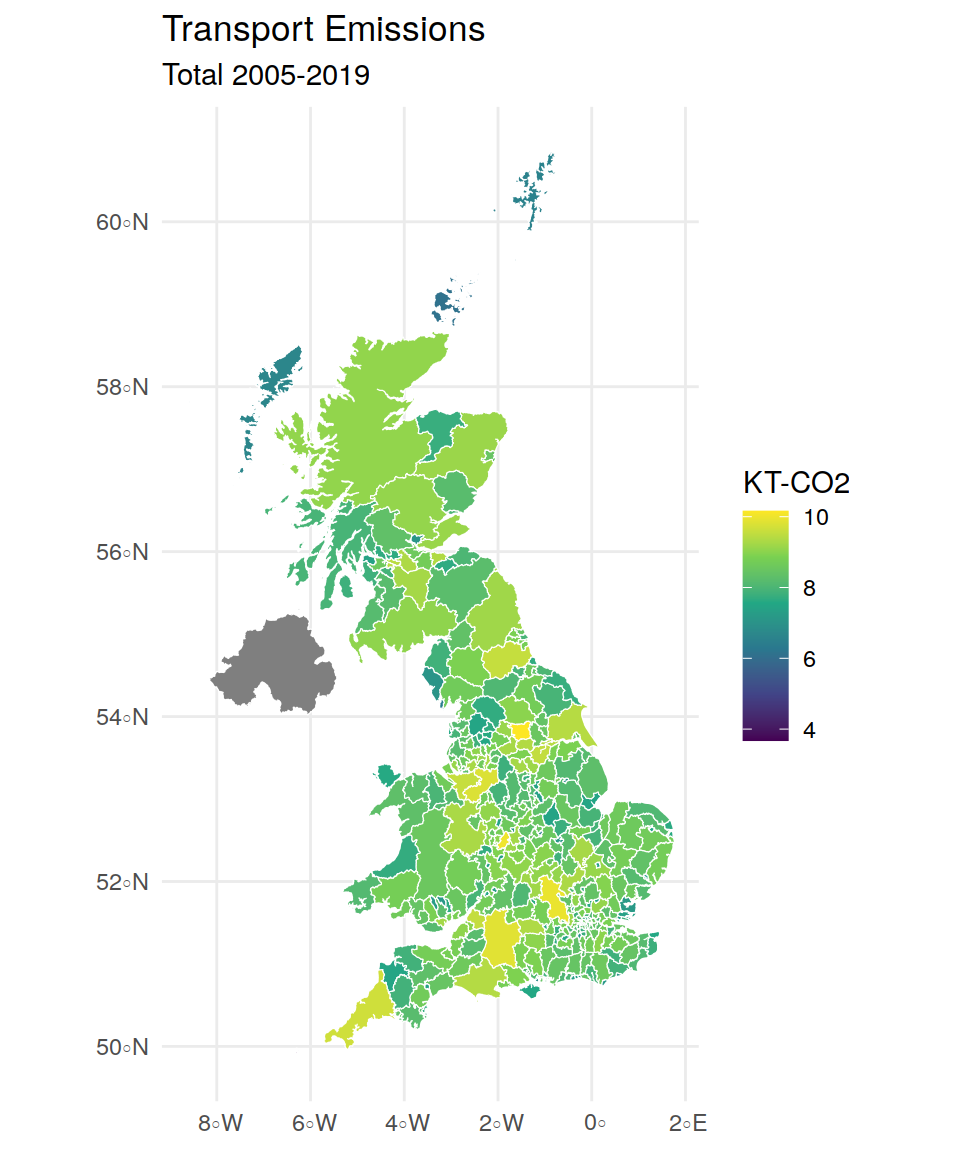 Transport Emissions
Total 2005-2019
60◦N
58◦N
56◦N
54◦N
52◦N
50◦N
8◦W 6◦W 4◦W 2◦W 0◦ 2◦E
KT-CO2
10
8
6
4